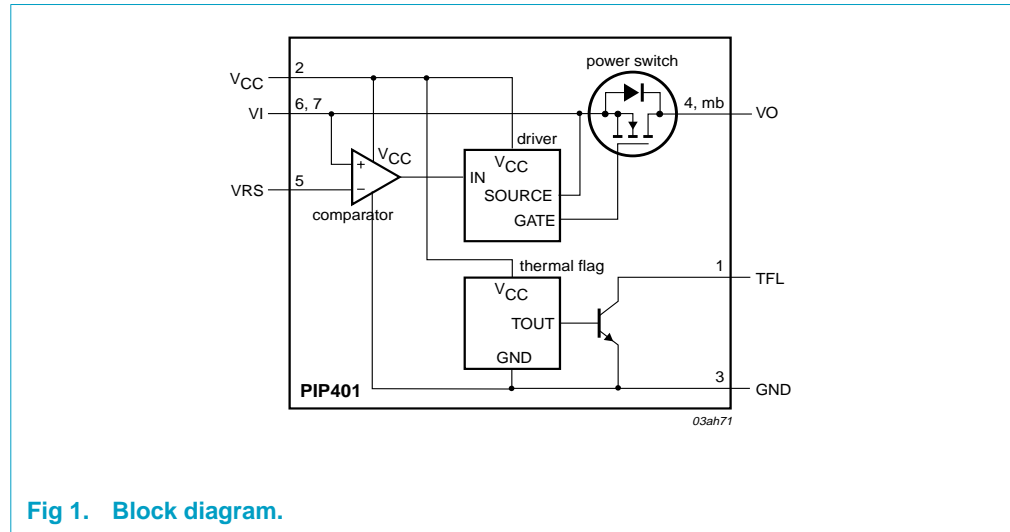 power switch
2
VCC
6, 7
VI
4, mb
VO
driver
VCC
+
VCC
IN
5
VRS
−
SOURCE
comparator
GATE
thermal flag
1
TFL
VCC
TOUT
GND
3
GND
PIP401
03ah71
Fig 1. Block diagram.